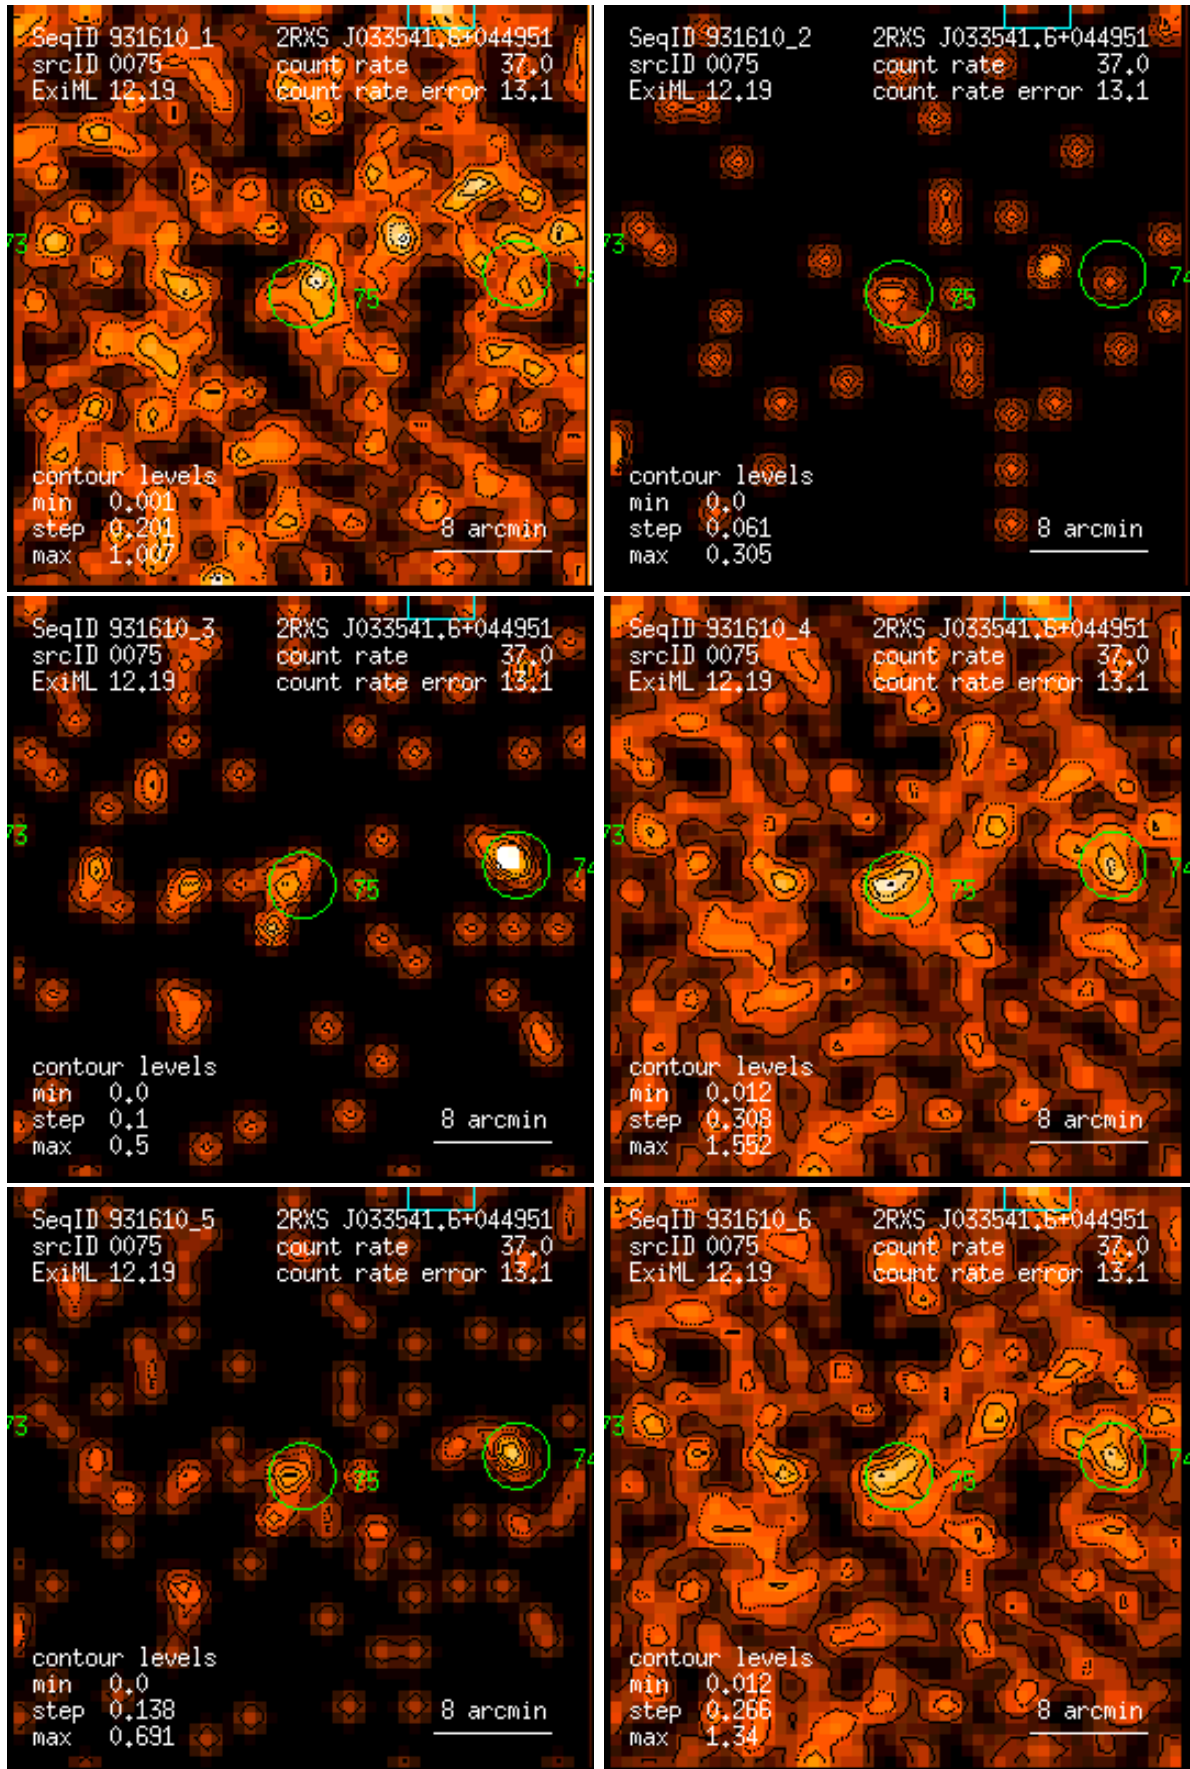 SeqID 931610_1 2RXS J033541.6+044951
srcID 0075 count rate 37.0
ExiML 12.19 count rate error 13.1
73
74
75
contour levels
min 0.001
step 0.201
max 1.007
8 arcmin
SeqID 931610_2 2RXS J033541.6+044951
srcID 0075 count rate 37.0
ExiML 12.19 count rate error 13.1
73
74
75
contour levels
min 0.0
step 0.061
max 0.305
8 arcmin
SeqID 931610_3 2RXS J033541.6+044951
srcID 0075 count rate 37.0
ExiML 12.19 count rate error 13.1
73
74
75
contour levels
min 0.0
step 0.1
max 0.5
8 arcmin
SeqID 931610_4 2RXS J033541.6+044951
srcID 0075 count rate 37.0
ExiML 12.19 count rate error 13.1
73
74
75
contour levels
min 0.012
step 0.308
max 1.552
8 arcmin
SeqID 931610_5 2RXS J033541.6+044951
srcID 0075 count rate 37.0
ExiML 12.19 count rate error 13.1
73
74
75
contour levels
min 0.0
step 0.138
max 0.691
8 arcmin
SeqID 931610_6 2RXS J033541.6+044951
srcID 0075 count rate 37.0
ExiML 12.19 count rate error 13.1
73
74
75
contour levels
min 0.012
step 0.266
max 1.34
8 arcmin